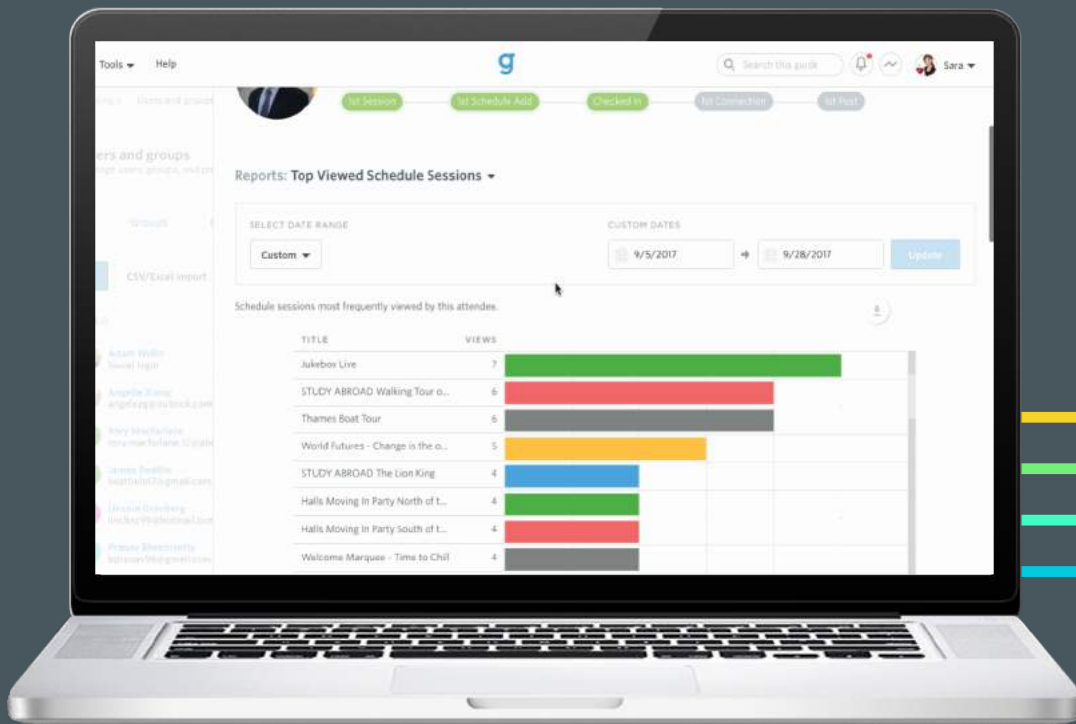 Tools Help g Search this guide Sara
1st Session 1st Schedule Add Checked In 1st Connection 1st Post
Users and groups
ers and groups
Reports: Top Viewed Schedule Sessions
SELECT DATE RANGE CUSTOM DATES
Custom 9/5/2017 9/28/2017 Update
CSV/Excel import
Schedule sessions most frequently viewed by this attendee.
TITLE VIEWS
Jukebox Live 7
STUDY ABROAD Walking Tour o... 6
Thames Boat Tour 6
World Futures - Change is the o... 5
STUDY ABROAD The Lion King 4
Halls Moving In Party North of t... 4
Halls Moving In Party South of t... 4
Welcome Marquee - Time to Chill 4